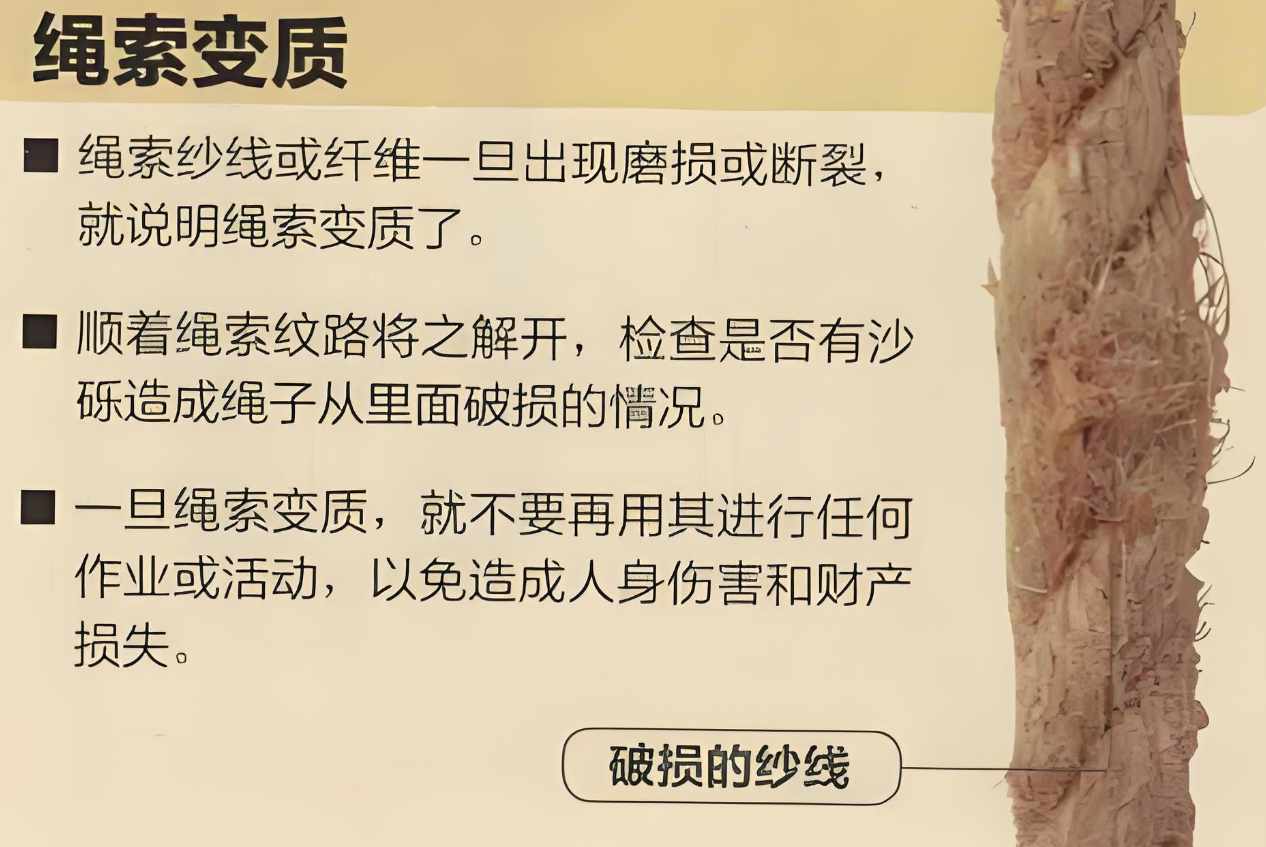 绳索变质
■ 绳索纱线或纤维一旦出现磨损或断裂，
就说明绳索变质了。
■ 顺着绳索纹路将之解开，检查是否有沙
砾造成绳子从里面破损的情况。
■ 一旦绳索变质，就不要再用其进行任何
作业或活动，以免造成人身伤害和财产
损失。
破损的纱线